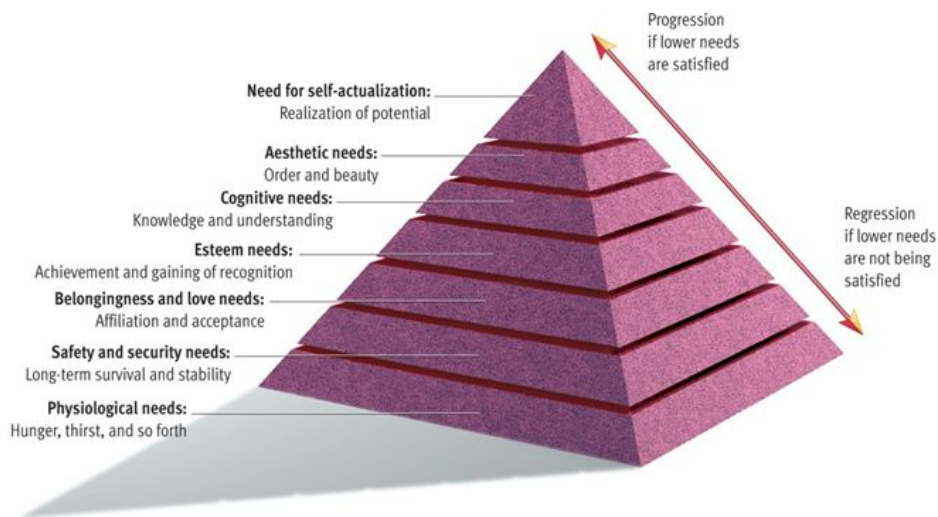 Progression
if lower needs
are satisfied
Need for self-actualization:
Realization of potential
Aesthetic needs:
Order and beauty
Cognitive needs:
Knowledge and understanding
Esteem needs:
Achievement and gaining of recognition
Belongingness and love needs:
Affiliation and acceptance
Safety and security needs:
Long-term survival and stability
Physiological needs:
Hunger, thirst, and so forth
Regression
if lower needs
are not being
satisfied